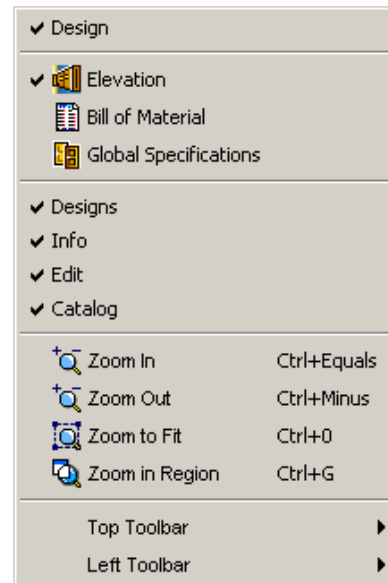 Design
Elevation
Bill of Material
Global Specifications
Designs
Info
Edit
Catalog
Zoom In Ctrl+Equals
Zoom Out Ctrl+Minus
Zoom to Fit Ctrl+0
Zoom in Region Ctrl+G
Top Toolbar
Left Toolbar